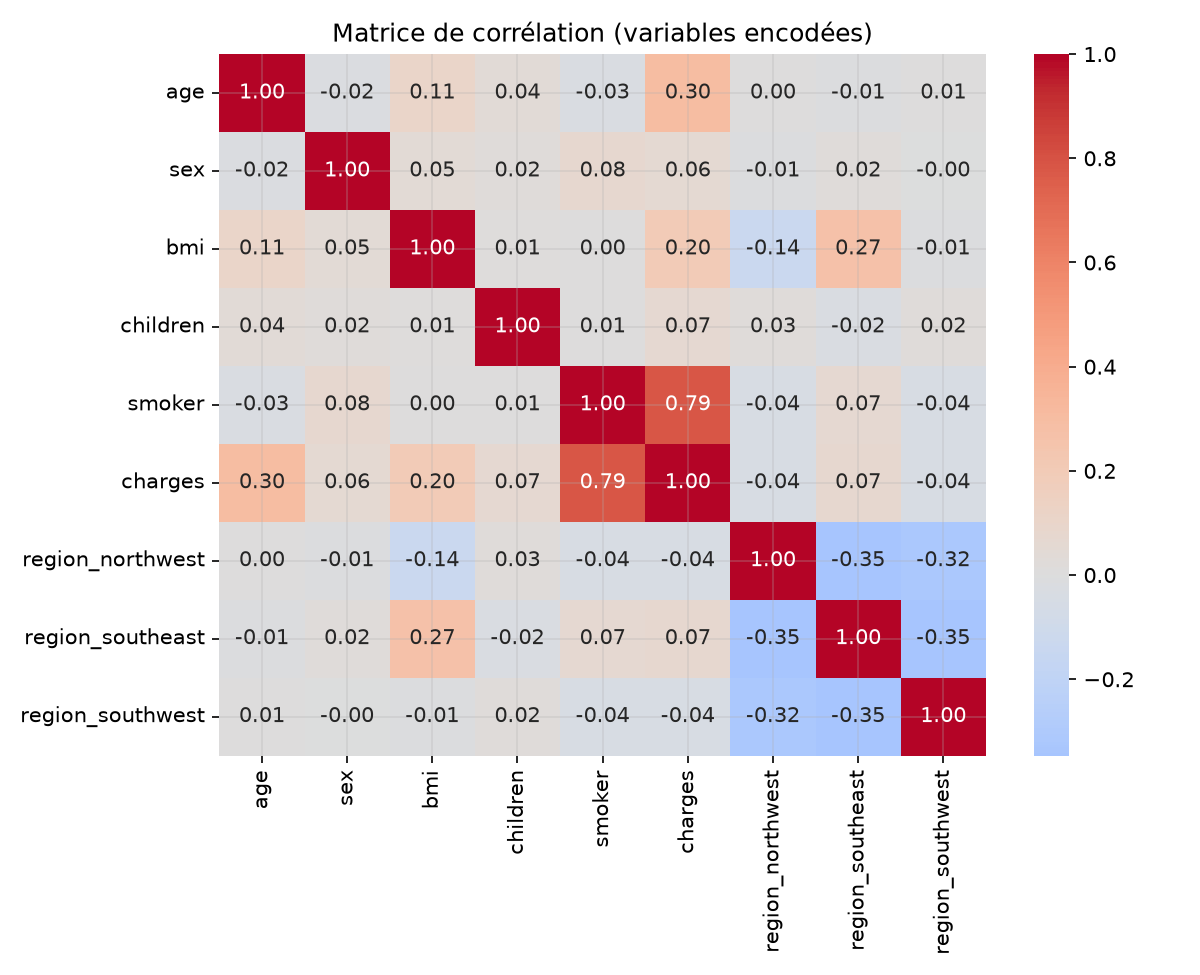 Matrice de corrélation (variables encodées)
age 1.00 -0.02 0.11 0.04 -0.03 0.30 0.00 -0.01 0.01
sex -0.02 1.00 0.05 0.02 0.08 0.06 -0.01 0.02 -0.00
bmi 0.11 0.05 1.00 0.01 0.00 0.20 -0.14 0.27 -0.01
children 0.04 0.02 0.01 1.00 0.01 0.07 0.03 -0.02 0.02
smoker -0.03 0.08 0.00 0.01 1.00 0.79 -0.04 0.07 -0.04
charges 0.30 0.06 0.20 0.07 0.79 1.00 -0.04 0.07 -0.04
region_northwest 0.00 -0.01 -0.14 0.03 -0.04 -0.04 1.00 -0.35 -0.32
region_southeast -0.01 0.02 0.27 -0.02 0.07 0.07 -0.35 1.00 -0.35
region_southwest 0.01 -0.00 -0.01 0.02 -0.04 -0.04 -0.32 -0.35 1.00
age
sex
bmi
children
smoker
charges
region_northwest
region_southeast
region_southwest
1.0
0.8
0.6
0.4
0.2
0.0
−0.2